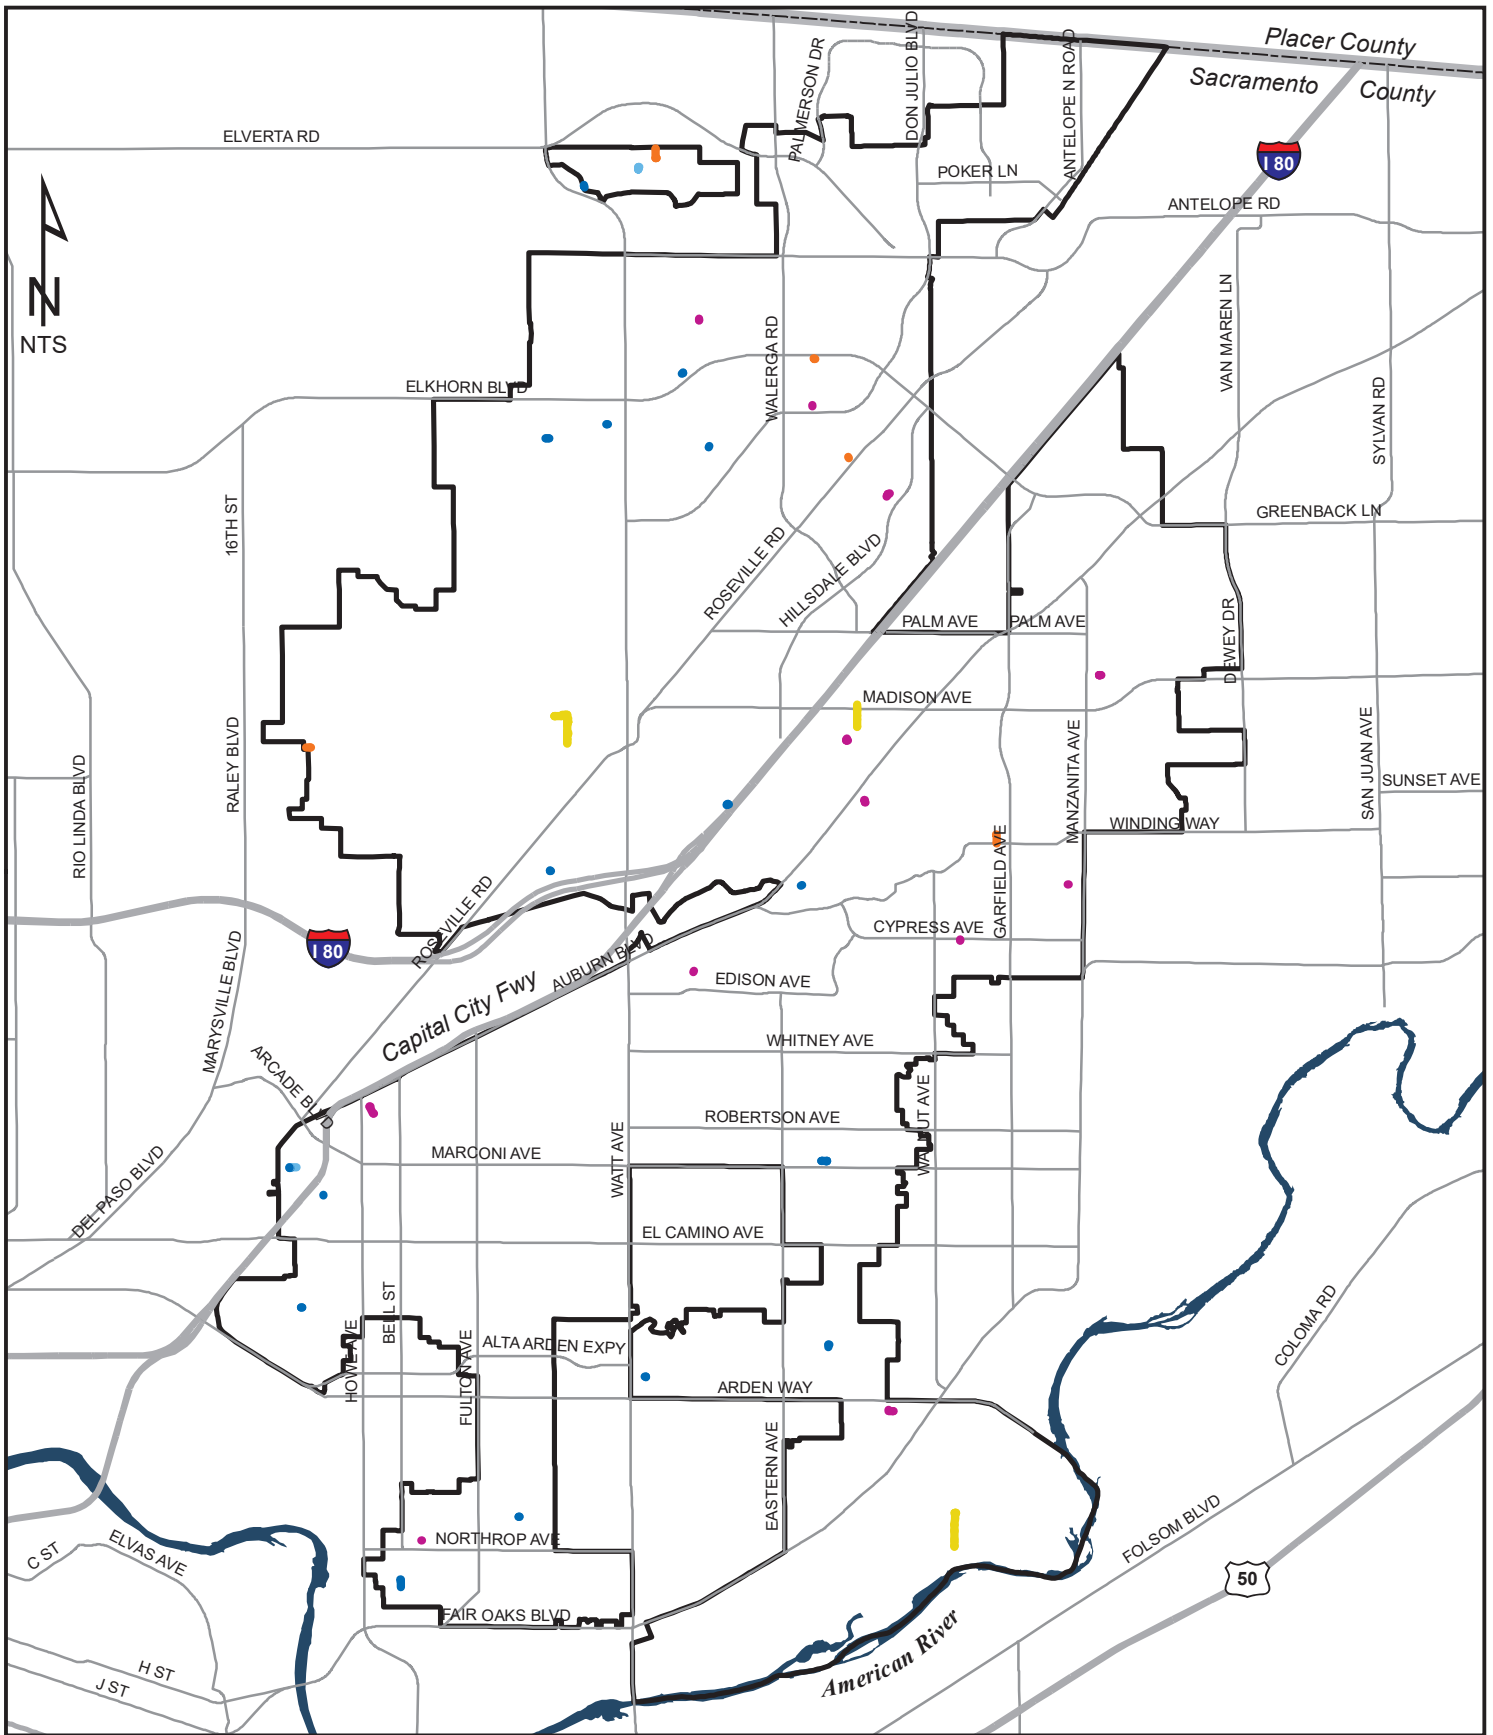 Placer County
Sacramento County
PALMERSON DR
DON JULIO BLVD
ANTELOPE N ROAD
ELVERTA RD
I 80
POKER LN
ANTELOPE RD
N
NTS
VAN MAREN LN
WALERGA RD
ELKHORN BLVD
SYLVAN RD
16TH ST
GREENBACK LN
ROSEVILLE RD
HILLSDALE BLVD
PALM AVE
PALM AVE
DEWEY DR
MADISON AVE
RALEY BLVD
RIO LINDA BLVD
MANZANITA AVE
SAN JUAN AVE
SUNSET AVE
WINDING WAY
GARFIELD AVE
ROSEVILLE RD
I 80
CYPRESS AVE
AUBURN BLVD
EDISON AVE
MARYSVILLE BLVD
Capital City Fwy
WHITNEY AVE
ARCADE BLVD
WALNUT AVE
ROBERTSON AVE
MARCONI AVE
WATT AVE
DEL PASO BLVD
EL CAMINO AVE
BELL ST
HOWE AVE
FULTON AVE
ALTA ARDEN EXPY
COLOMA RD
ARDEN WAY
EASTERN AVE
NORTHROP AVE
FOLSOM BLVD
C ST
ELVAS AVE
50
FAIR OAKS BLVD
American River
H ST
J ST